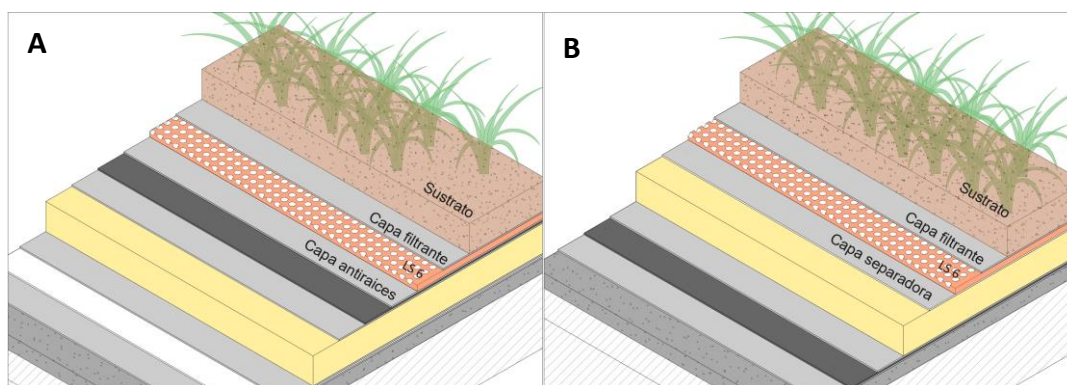 A
Sustrato
Capa filtrante
LS 6
Capa antiraices
B
Sustrato
Capa filtrante
LS 6
Capa separadora